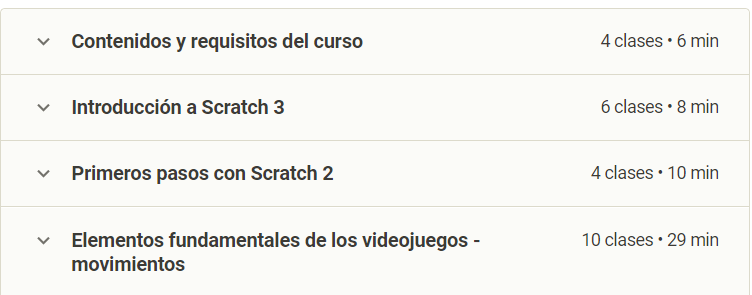 Contenidos y requisitos del curso 4 clases • 6 min
Introducción a Scratch 3 6 clases • 8 min
Primeros pasos con Scratch 2 4 clases • 10 min
Elementos fundamentales de los videojuegos - 10 clases • 29 min
movimientos